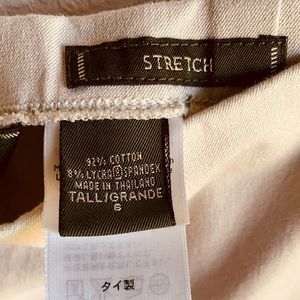 STRETCH
92% COTTON
8% LYCRA® SPANDEX
MADE IN THAILAND
TALL/GRANDE
6
タイ製